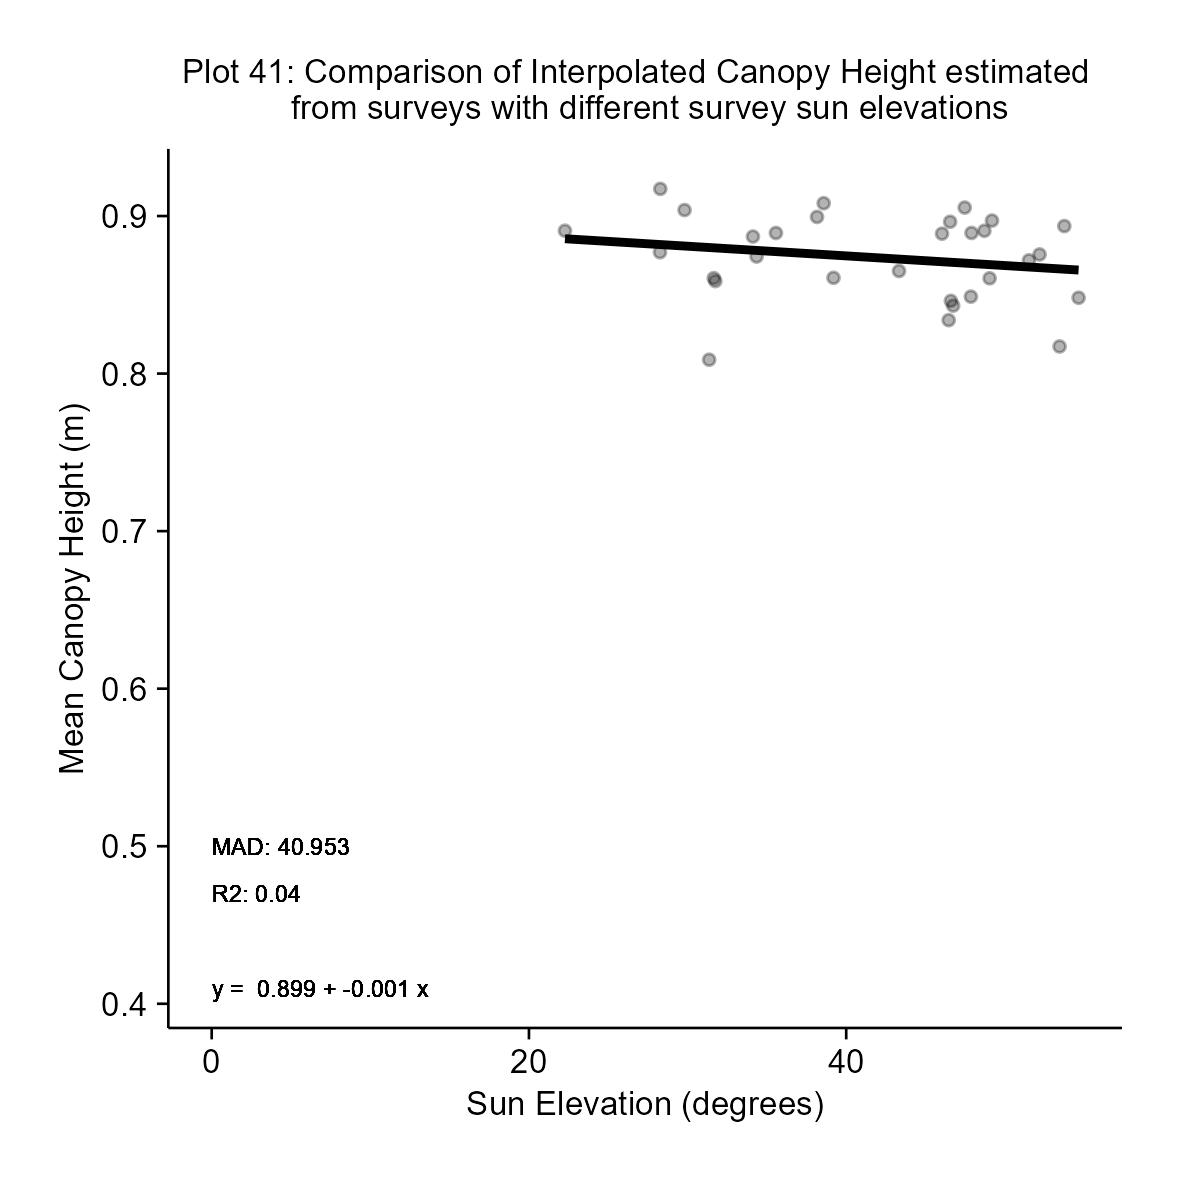 Plot 41: Comparison of Interpolated Canopy Height estimated
from surveys with different survey sun elevations
Mean Canopy Height (m)
0.9
0.8
0.7
0.6
0.5
0.4
MAD: 40.953
R2: 0.04
y = 0.899 + -0.001 x
0
20
40
Sun Elevation (degrees)